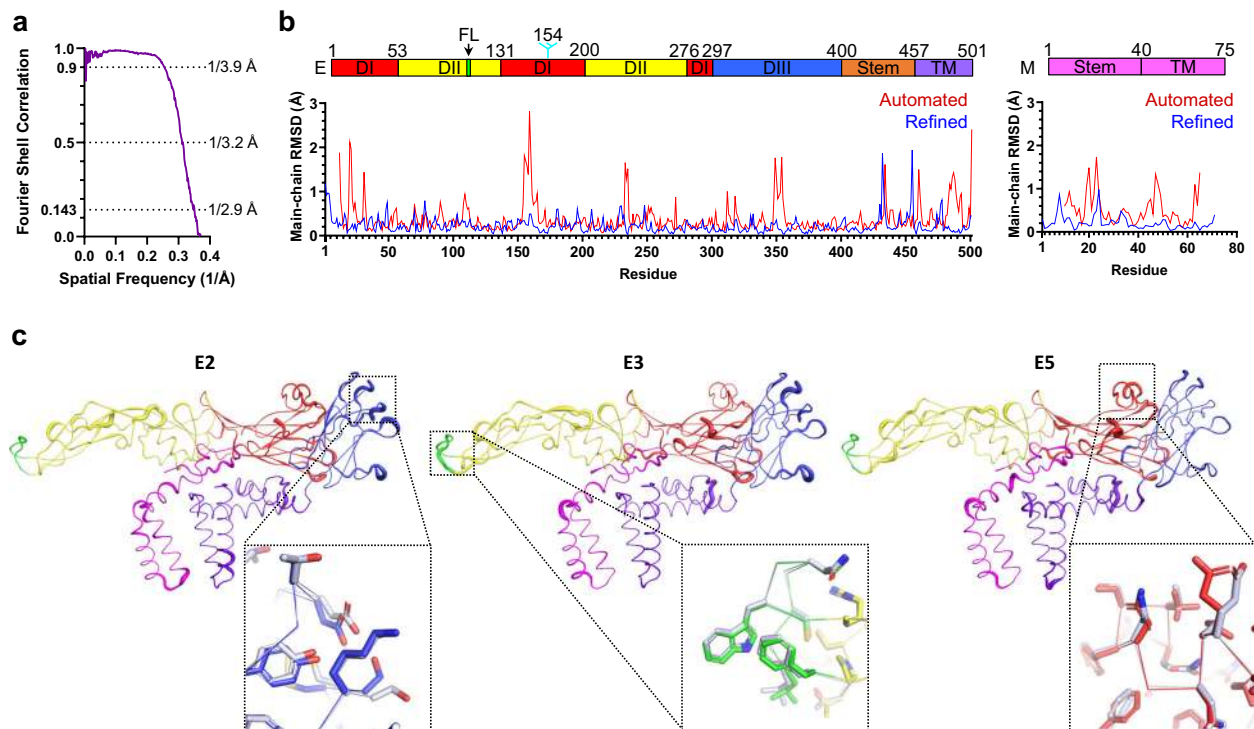 a
Fourier Shell Correlation
1.0
0.9
0.5
0.143
0.0
1/3.9 Å
1/3.2 Å
1/2.9 Å
0.0 0.1 0.2 0.3 0.4
Spatial Frequency (1/Å)
b
FL 154
1 53 131 200 276 297 400 457 501
E DI DII DI DII DI DIII Stem TM
Automated
Refined
Main-chain RMSD (Å)
3
2
1
0
1 50 100 150 200 250 300 350 400 450 500
Residue
1 40 75
M Stem TM
Automated
Refined
Main-chain RMSD (Å)
3
2
1
0
1 20 40 60 80
Residue
c
E2 E3 E5